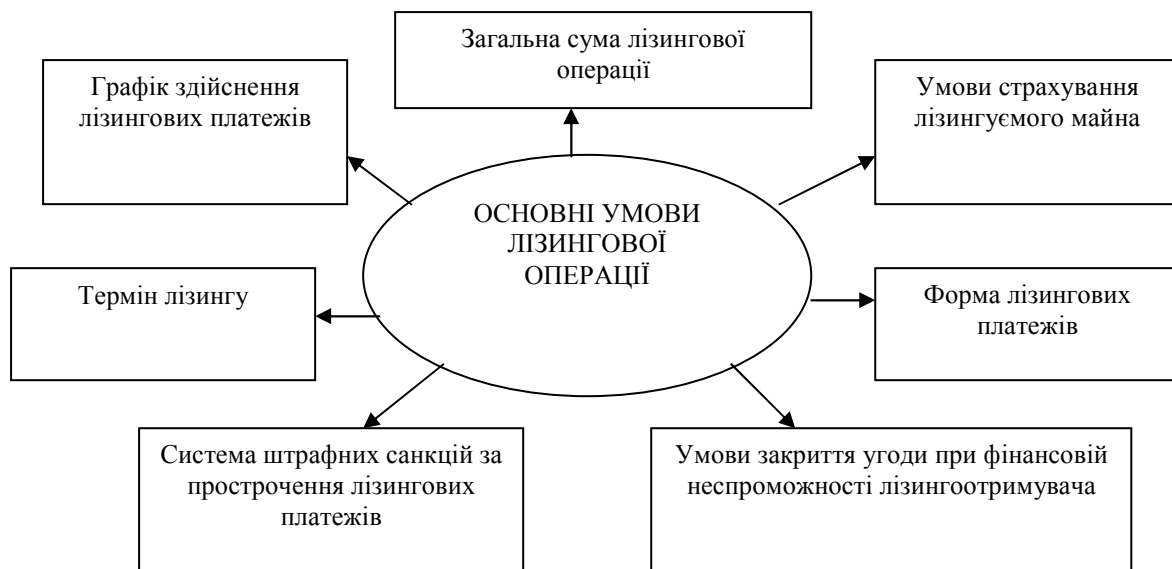 Загальна сума лізингової
операції
Графік здійснення
лізингових платежів
Умови страхування
лізингуємого майна
ОСНОВНІ УМОВИ
ЛІЗИНГОВОЇ
ОПЕРАЦІЇ
Термін лізингу
Форма лізингових
платежів
Система штрафних санкцій за
прострочення лізингових
платежів
Умови закриття угоди при фінансовій
неспроможності лізингоотримувача